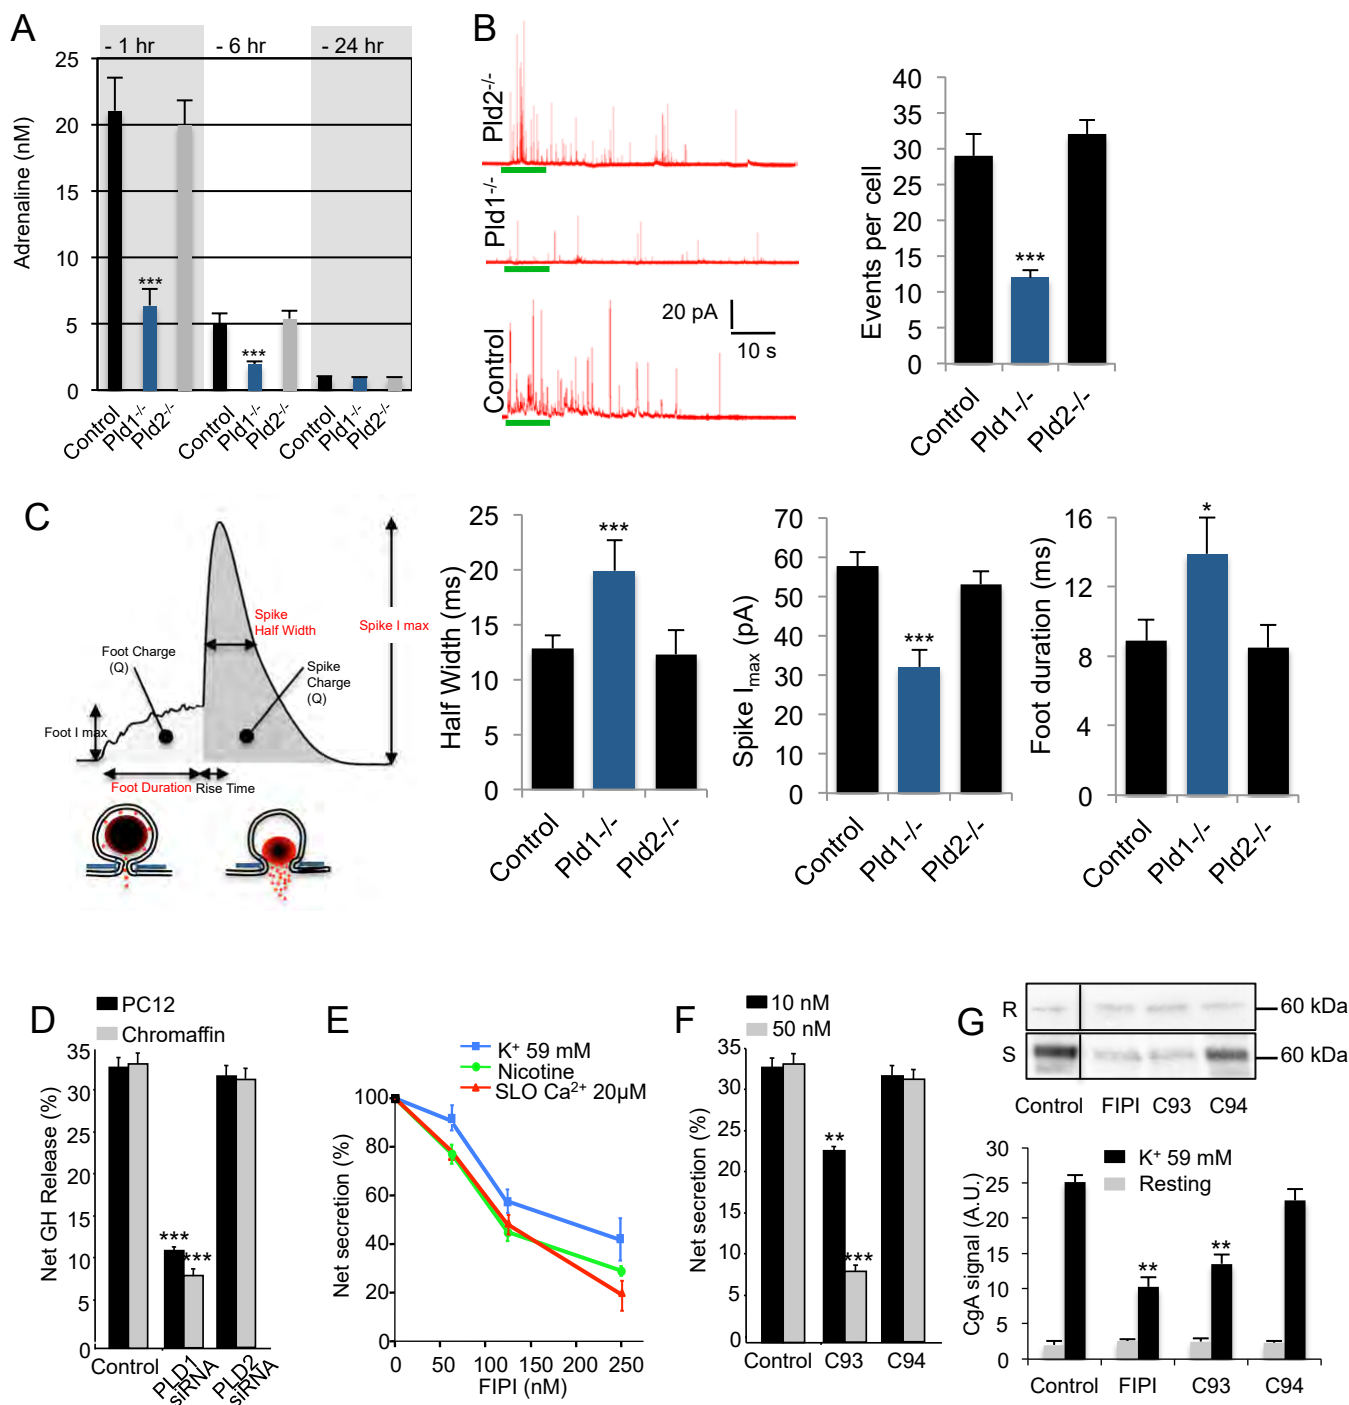 A
- 1 hr
- 6 hr
- 24 hr
Adrenaline (nM)
25
20
15
10
5
0
Control
Pld1-/-
Pld2-/-
Control
Pld1-/-
Pld2-/-
Control
Pld1-/-
Pld2-/-
***
***
B
Pld2-/-
Pld1-/-
Control
20 pA
10 s
Events per cell
40
35
30
25
20
15
10
5
0
***
Control
Pld1-/-
Pld2-/-
C
Spike
Half Width
Spike I max
Foot Charge
(Q)
Spike
Charge
(Q)
Foot I max
Foot Duration
Rise Time
Half Width (ms)
25
20
15
10
5
0
***
Control
Pld1-/-
Pld2-/-
Spike Imax (pA)
70
60
50
40
30
20
10
0
***
Control
Pld1-/-
Pld2-/-
Foot duration (ms)
16
12
8
4
0
*
Control
Pld1-/-
Pld2-/-
D
PC12
Chromaffin
Net GH Release (%)
35
30
25
20
15
10
5
0
***
***
Control
PLD1
siRNA
PLD2
siRNA
E
K+ 59 mM
Nicotine
SLO Ca2+ 20µM
Net secretion (%)
100
80
60
40
20
0
0
50
100
150
200
250
FIPI (nM)
F
10 nM
50 nM
Net secretion (%)
35
30
25
20
15
10
5
0
**
***
Control
C93
C94
G
R
60 kDa
S
60 kDa
Control
FIPI
C93
C94
K+ 59 mM
Resting
CgA signal (A.U.)
30
25
20
15
10
5
0
**
**
Control
FIPI
C93
C94